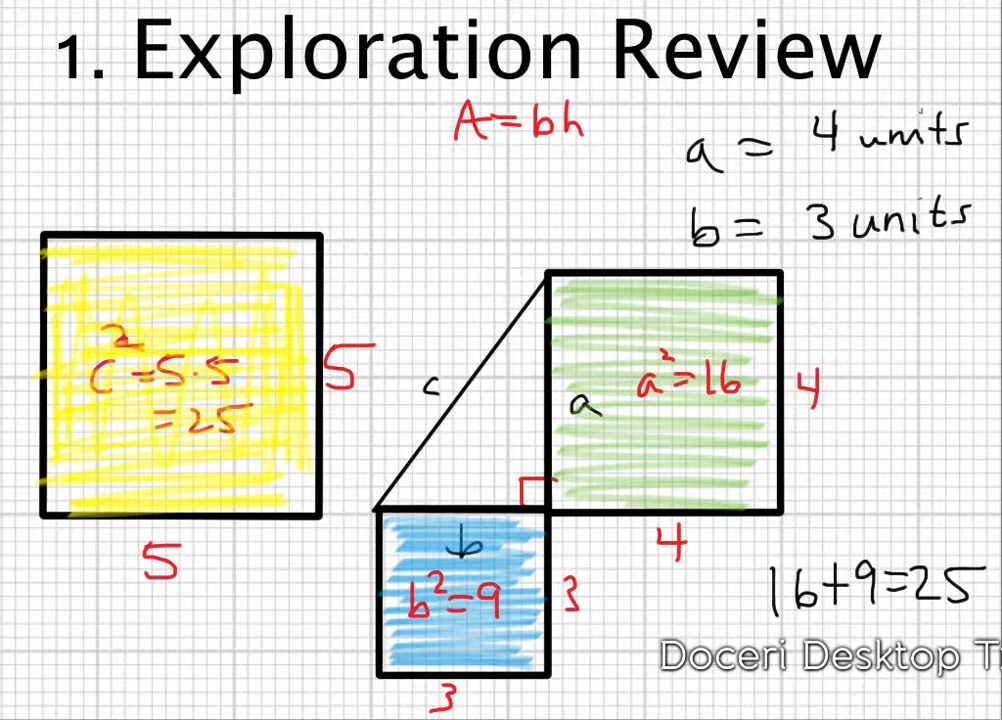 1. Exploration Review
A = bh
a = 4 units
b = 3 units
c² = 5·5
= 25
5
5
c
a
a² = 16
4
4
b
b² = 9
3
3
16+9=25
Doceri Desktop T